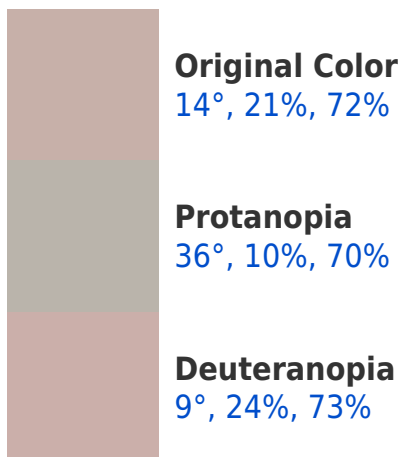 Original Color
14°, 21%, 72%
Protanopia
36°, 10%, 70%
Deuteranopia
9°, 24%, 73%